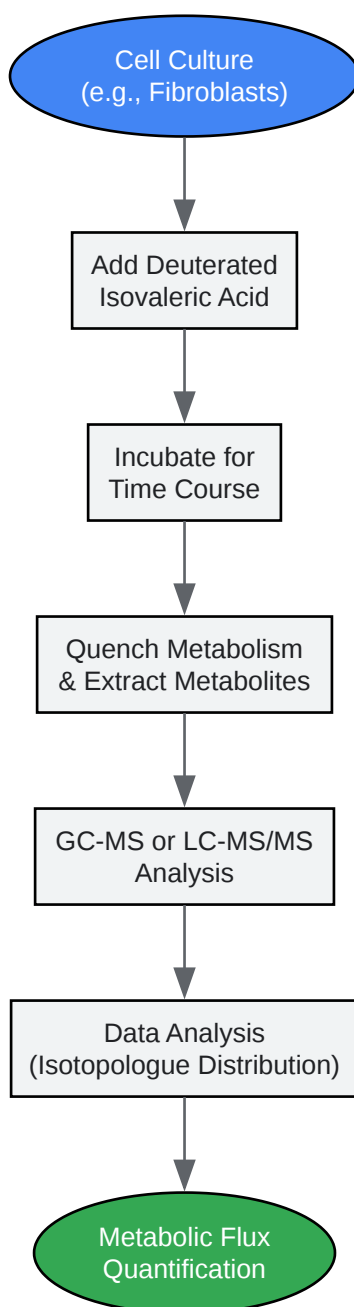 Cell Culture
(e.g., Fibroblasts)
Add Deuterated
Isovaleric Acid
Incubate for
Time Course
Quench Metabolism
& Extract Metabolites
GC-MS or LC-MS/MS
Analysis
Data Analysis
(Isotopologue Distribution)
Metabolic Flux
Quantification